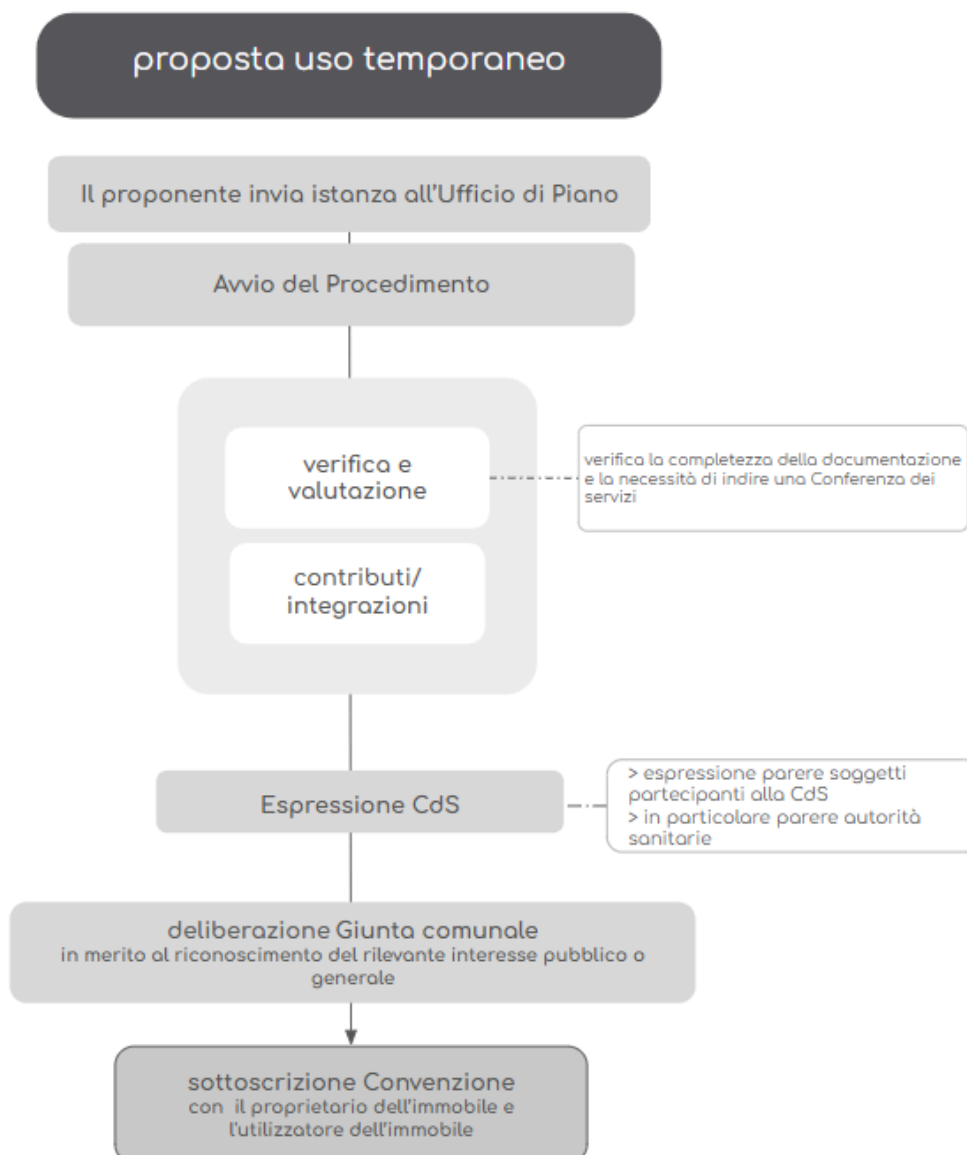 proposta uso temporaneo
Il proponente invia istanza all'Ufficio di Piano
Avvio del Procedimento
verifica e
valutazione
verifica la completezza della documentazione
e la necessità di indire una Conferenza dei
servizi
contributi/
integrazioni
Espressione CdS
> espressione parere soggetti
partecipanti alla CdS
> in particolare parere autorità
sanitarie
deliberazione Giunta comunale
in merito al riconoscimento del rilevante interesse pubblico o
generale
sottoscrizione Convenzione
con il proprietario dell'immobile e
l'utilizzatore dell'immobile